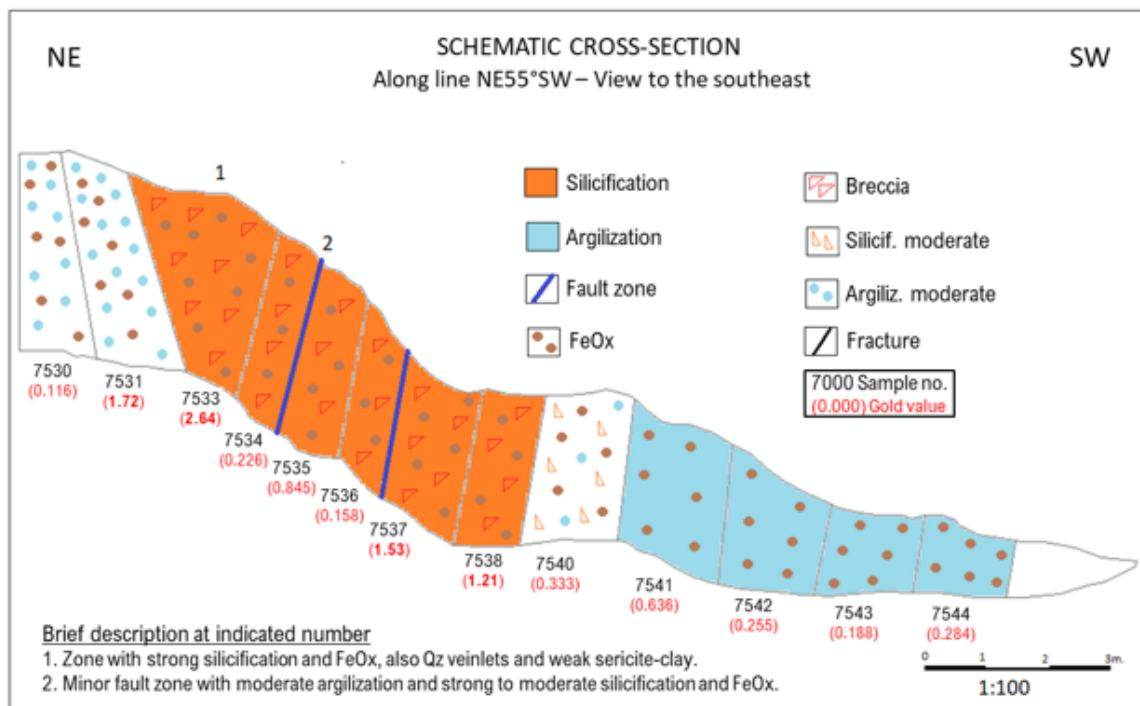 NE
SCHEMATIC CROSS-SECTION
SW
Along line NE55°SW – View to the southeast
1
2
Silicification
Breccia
Argilization
Silicif. moderate
Fault zone
Argiliz. moderate
FeOx
Fracture
7000 Sample no.
(0.000) Gold value
7530
(0.116)
7531
(1.72)
7533
(2.64)
7534
(0.226)
7535
(0.845)
7536
(0.158)
7537
(1.53)
7538
(1.21)
7540
(0.333)
7541
(0.636)
7542
(0.255)
7543
(0.188)
7544
(0.284)
Brief description at indicated number
1. Zone with strong silicification and FeOx, also Qz veinlets and weak sericite-clay.
2. Minor fault zone with moderate argilization and strong to moderate silicification and FeOx.
0 1 2 3m.
1:100